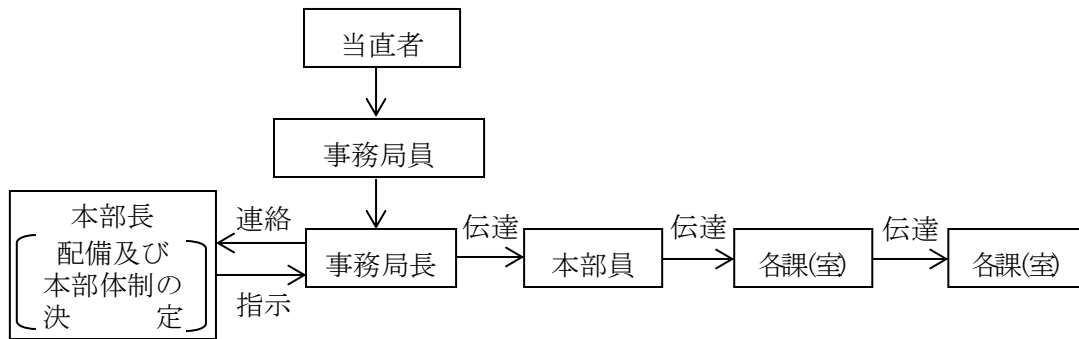 当直者
事務局員
本部長
配備及び
本部体制の
決定
連絡
指示
事務局長
伝達
本部員
伝達
各課(室)
伝達
各課(室)